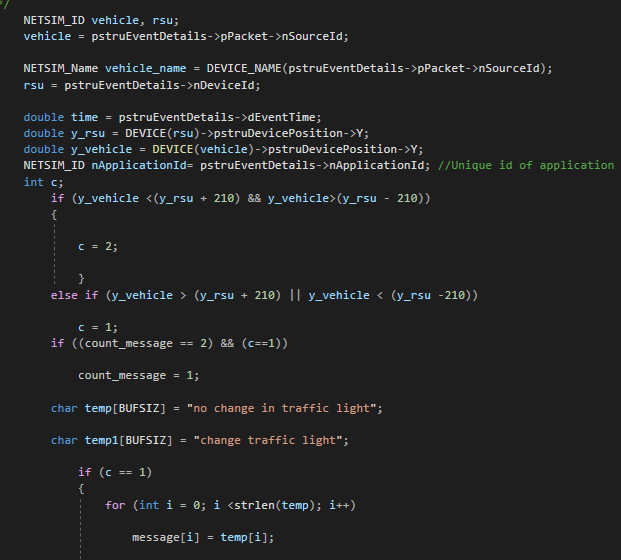 */
NETSIM_ID vehicle, rsu;
vehicle = pstruEventDetails->pPacket->nSourceId;
NETSIM_Name vehicle_name = DEVICE_NAME(pstruEventDetails->pPacket->nSourceId);
rsu = pstruEventDetails->nDeviceId;
double time = pstruEventDetails->dEventTime;
double y_rsu = DEVICE(rsu)->pstruDevicePosition->Y;
double y_vehicle = DEVICE(vehicle)->pstruDevicePosition->Y;
NETSIM_ID nApplicationId= pstruEventDetails->nApplicationId; //Unique id of application
int c;
if (y_vehicle <(y_rsu + 210) && y_vehicle>(y_rsu - 210))
{
c = 2;
}
else if (y_vehicle > (y_rsu + 210) || y_vehicle < (y_rsu -210))
c = 1;
if ((count_message == 2) && (c==1))
count_message = 1;
char temp[BUFSIZ] = "no change in traffic light";
char temp1[BUFSIZ] = "change traffic light";
if (c == 1)
{
for (int i = 0; i <strlen(temp); i++)
message[i] = temp[i];